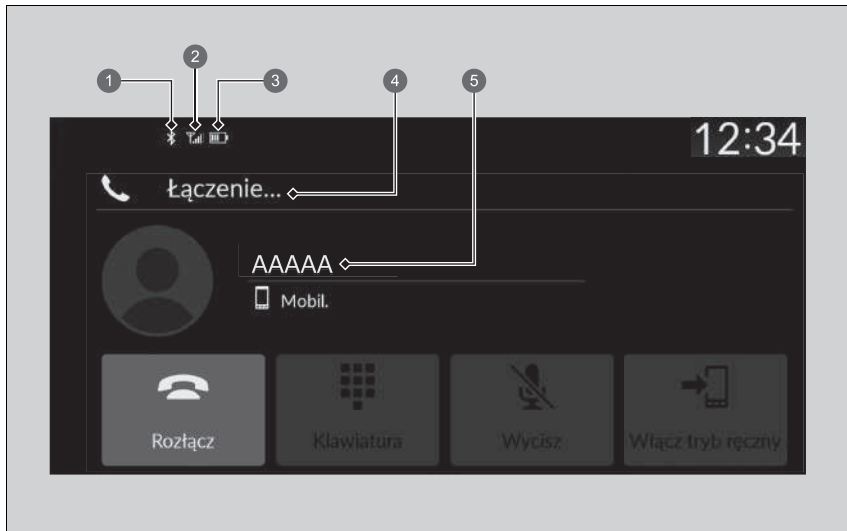 1
2
3
4
5
12:34
Łączenie...
AAAAA
Mobil.
Rozłącz
Klawiatura
Wycisz
Włącz tryb ręczny